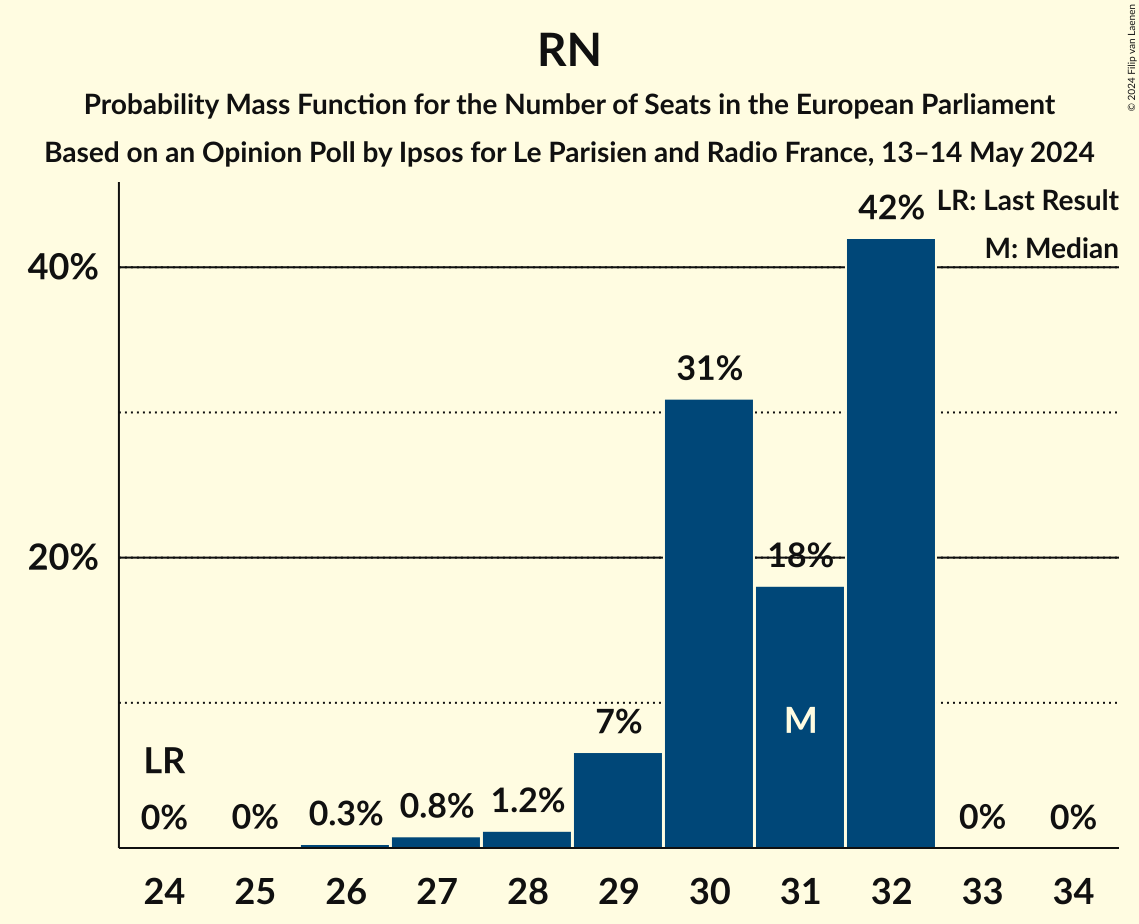 RN
Probability Mass Function for the Number of Seats in the European Parliament
Based on an Opinion Poll by Ipsos for Le Parisien and Radio France, 13–14 May 2024
© 2024 Filip van Laenen
LR: Last Result
M: Median
42%
40%
31%
20%
18%
7%
M
LR
0%
0%
0.3%
0.8%
1.2%
0%
0%
24 25 26 27 28 29 30 31 32 33 34